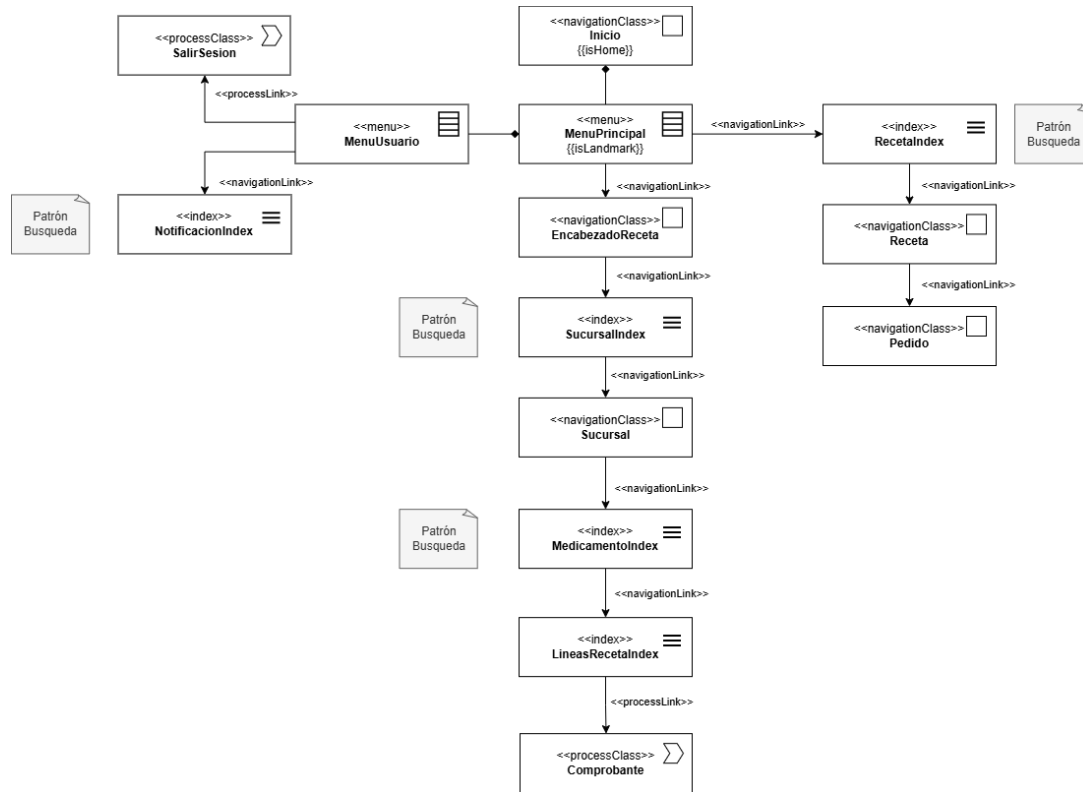 <<navigationClass>>
Inicio
{{isHome}}
<<processClass>>
SalirSesion
<<processLink>>
<<menu>>
MenuUsuario
<<menu>>
MenuPrincipal
{{isLandmark}}
<<navigationLink>>
<<index>>
RecetaIndex
Patrón
Busqueda
<<navigationLink>>
<<navigationLink>>
<<navigationLink>>
Patrón
Busqueda
<<index>>
NotificacionIndex
<<navigationClass>>
EncabezadoReceta
<<navigationClass>>
Receta
<<navigationLink>>
<<navigationLink>>
Patrón
Busqueda
<<index>>
SucursalIndex
<<navigationClass>>
Pedido
<<navigationLink>>
<<navigationClass>>
Sucursal
<<navigationLink>>
Patrón
Busqueda
<<index>>
MedicamentoIndex
<<navigationLink>>
<<index>>
LineasRecetaIndex
<<processLink>>
<<processClass>>
Comprobante